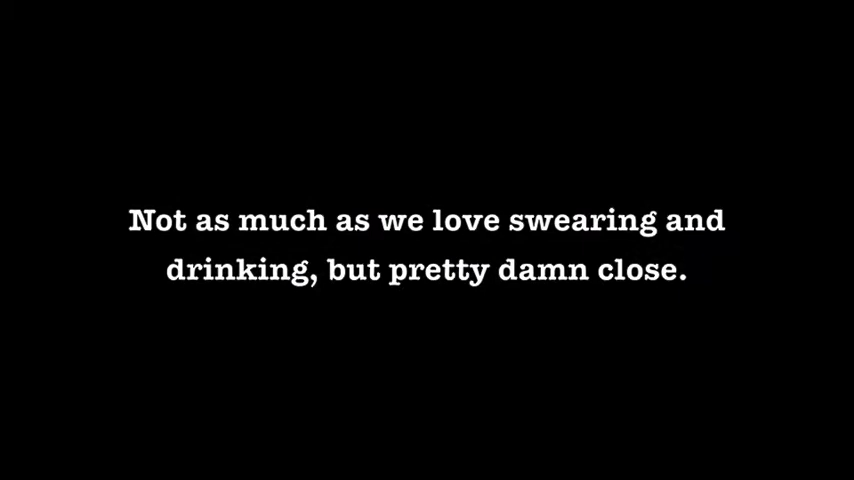 Not as much as we love swearing and
drinking, but pretty damn close.